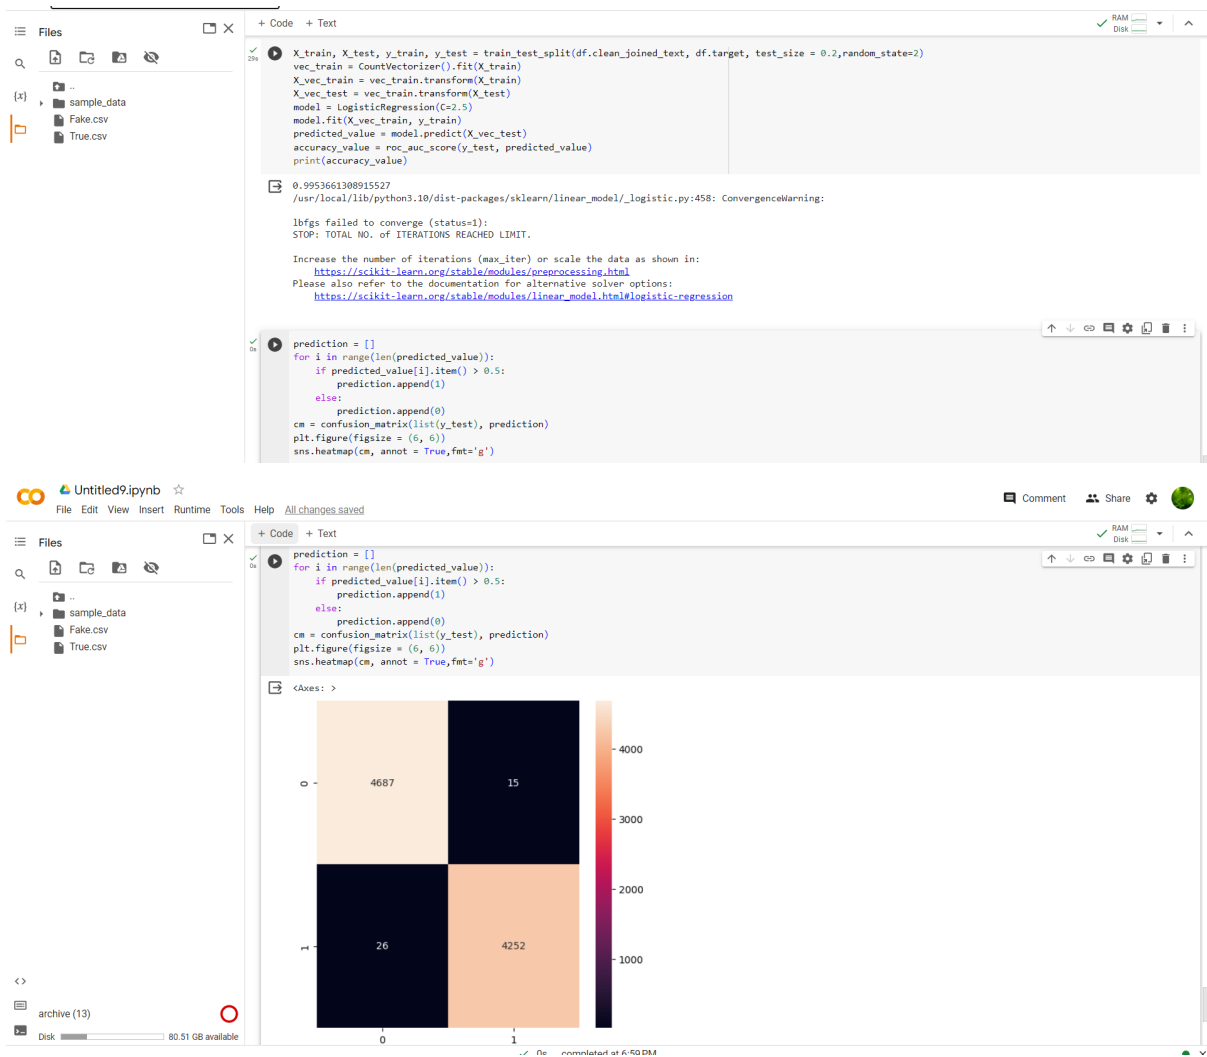 Files
+ Code + Text
RAM
Disk
..
sample_data
Fake.csv
True.csv
{x}
29s
X_train, X_test, y_train, y_test = train_test_split(df.clean_joined_text, df.target, test_size = 0.2,random_state=2)
vec_train = CountVectorizer().fit(X_train)
X_vec_train = vec_train.transform(X_train)
X_vec_test = vec_train.transform(X_test)
model = LogisticRegression(C=2.5)
model.fit(X_vec_train, y_train)
predicted_value = model.predict(X_vec_test)
accuracy_value = roc_auc_score(y_test, predicted_value)
print(accuracy_value)
0.9953661308915527
/usr/local/lib/python3.10/dist-packages/sklearn/linear_model/_logistic.py:458: ConvergenceWarning:
lbfgs failed to converge (status=1):
STOP: TOTAL NO. of ITERATIONS REACHED LIMIT.
Increase the number of iterations (max_iter) or scale the data as shown in:
https://scikit-learn.org/stable/modules/preprocessing.html
Please also refer to the documentation for alternative solver options:
https://scikit-learn.org/stable/modules/linear_model.html#logistic-regression
0s
prediction = []
for i in range(len(predicted_value)):
if predicted_value[i].item() > 0.5:
prediction.append(1)
else:
prediction.append(0)
cm = confusion_matrix(list(y_test), prediction)
plt.figure(figsize = (6, 6))
sns.heatmap(cm, annot = True,fmt='g')
Untitled9.ipynb
File Edit View Insert Runtime Tools Help All changes saved
Comment Share
Files
+ Code + Text
RAM
Disk
..
sample_data
Fake.csv
True.csv
{x}
0s
prediction = []
for i in range(len(predicted_value)):
if predicted_value[i].item() > 0.5:
prediction.append(1)
else:
prediction.append(0)
cm = confusion_matrix(list(y_test), prediction)
plt.figure(figsize = (6, 6))
sns.heatmap(cm, annot = True,fmt='g')
<Axes: >
4687 15
26 4252
0
1
0 1
4000
3000
2000
1000
<>
archive (13)
Disk 80.51 GB available
0s completed at 6:59 PM